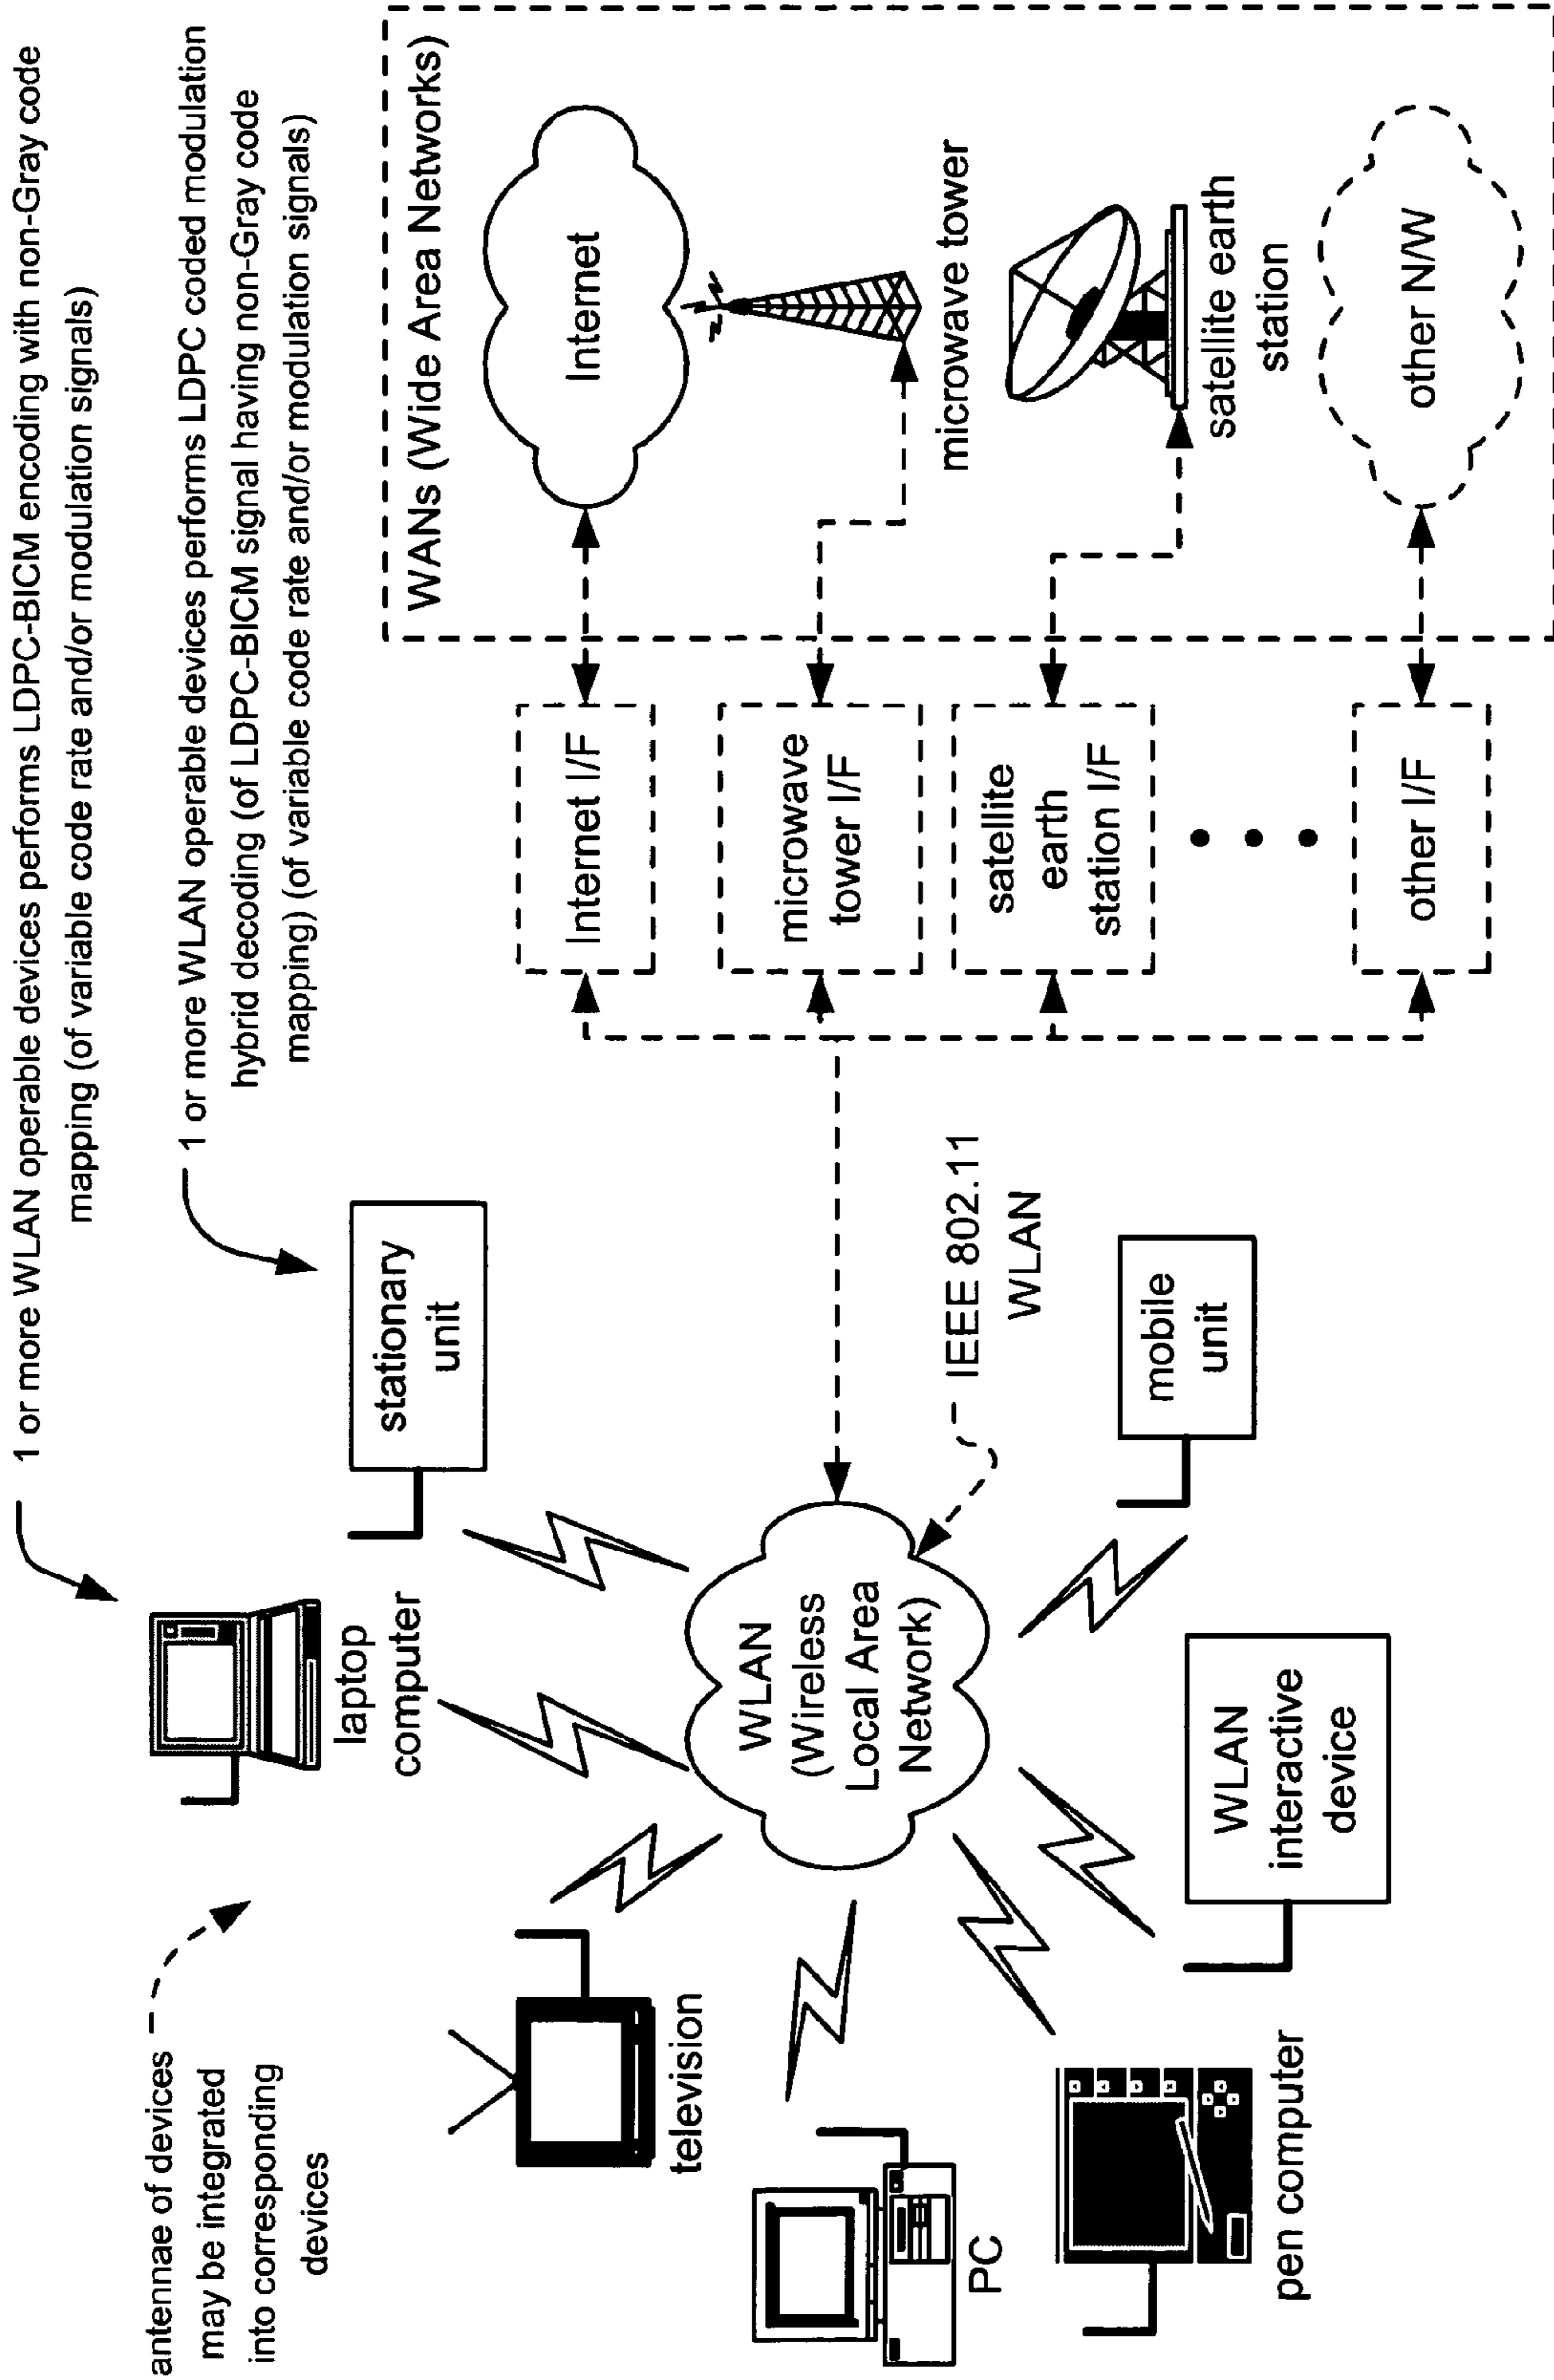 1 or more WLAN operable devices performs LDPC-BICM encoding with non-Gray code
mapping (of variable code rate and/or modulation signals)
1 or more WLAN operable devices performs LDPC coded modulation
hybrid decoding (of LDPC-BICM signal having non-Gray code
mapping) (of variable code rate and/or modulation signals)
antennae of devices
may be integrated
into corresponding
devices
laptop
computer
stationary
unit
television
PC
pen computer
WLAN
(Wireless
Local Area
Network)
IEEE 802.11
WLAN
WLAN
interactive
device
mobile
unit
Internet I/F
microwave
tower I/F
satellite
earth
station I/F
other I/F
WANs (Wide Area Networks)
Internet
microwave tower
satellite earth
station
other N/W